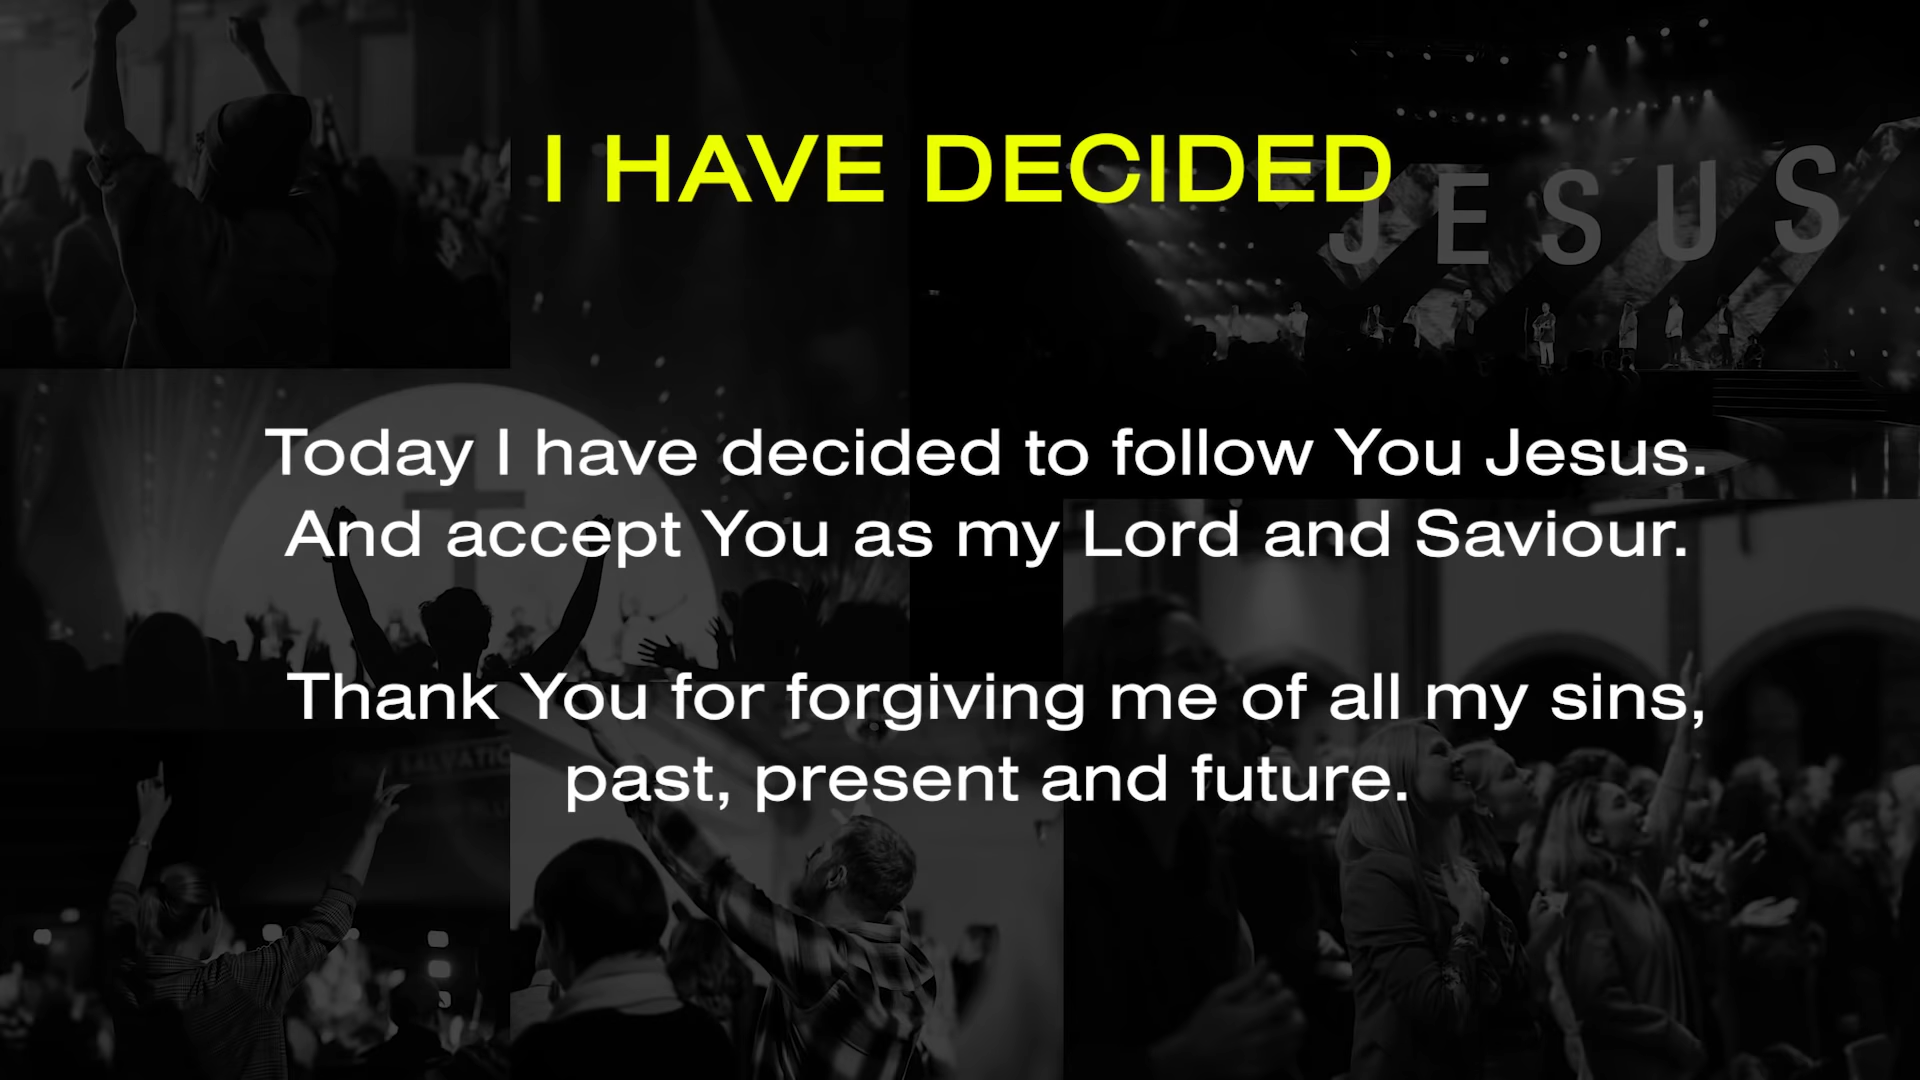 I HAVE DECIDED
JESUS
Today I have decided to follow You Jesus.
And accept You as my Lord and Saviour.
Thank You for forgiving me of all my sins,
past, present and future.